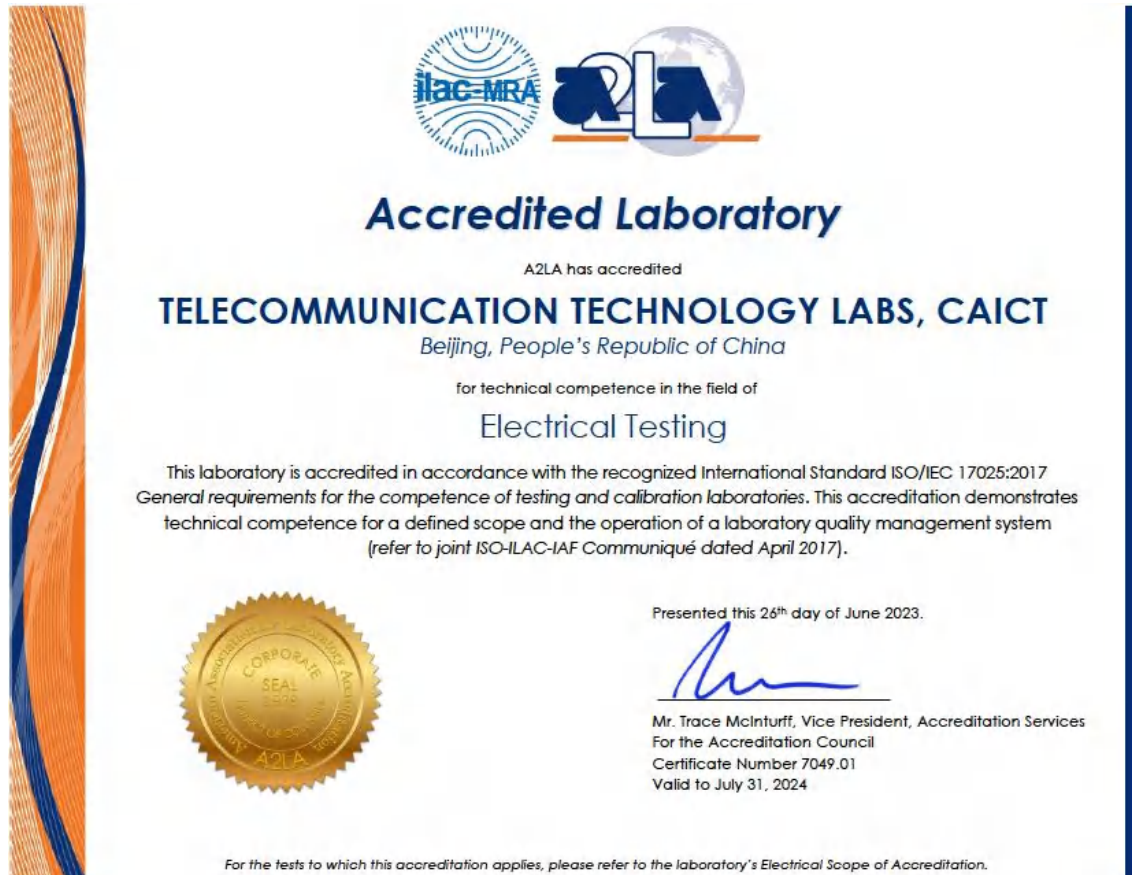 ilac-MRA
A2LA
Accredited Laboratory
A2LA has accredited
TELECOMMUNICATION TECHNOLOGY LABS, CAICT
Beijing, People's Republic of China
for technical competence in the field of
Electrical Testing
This laboratory is accredited in accordance with the recognized International Standard ISO/IEC 17025:2017
General requirements for the competence of testing and calibration laboratories. This accreditation demonstrates
technical competence for a defined scope and the operation of a laboratory quality management system
(refer to joint ISO-ILAC-IAF Communiqué dated April 2017).
American Association for Laboratory Accreditation
CORPORATE
SEAL
A2LA
Presented this 26th day of June 2023.
Mr. Trace McInturff, Vice President, Accreditation Services
For the Accreditation Council
Certificate Number 7049.01
Valid to July 31, 2024
For the tests to which this accreditation applies, please refer to the laboratory's Electrical Scope of Accreditation.